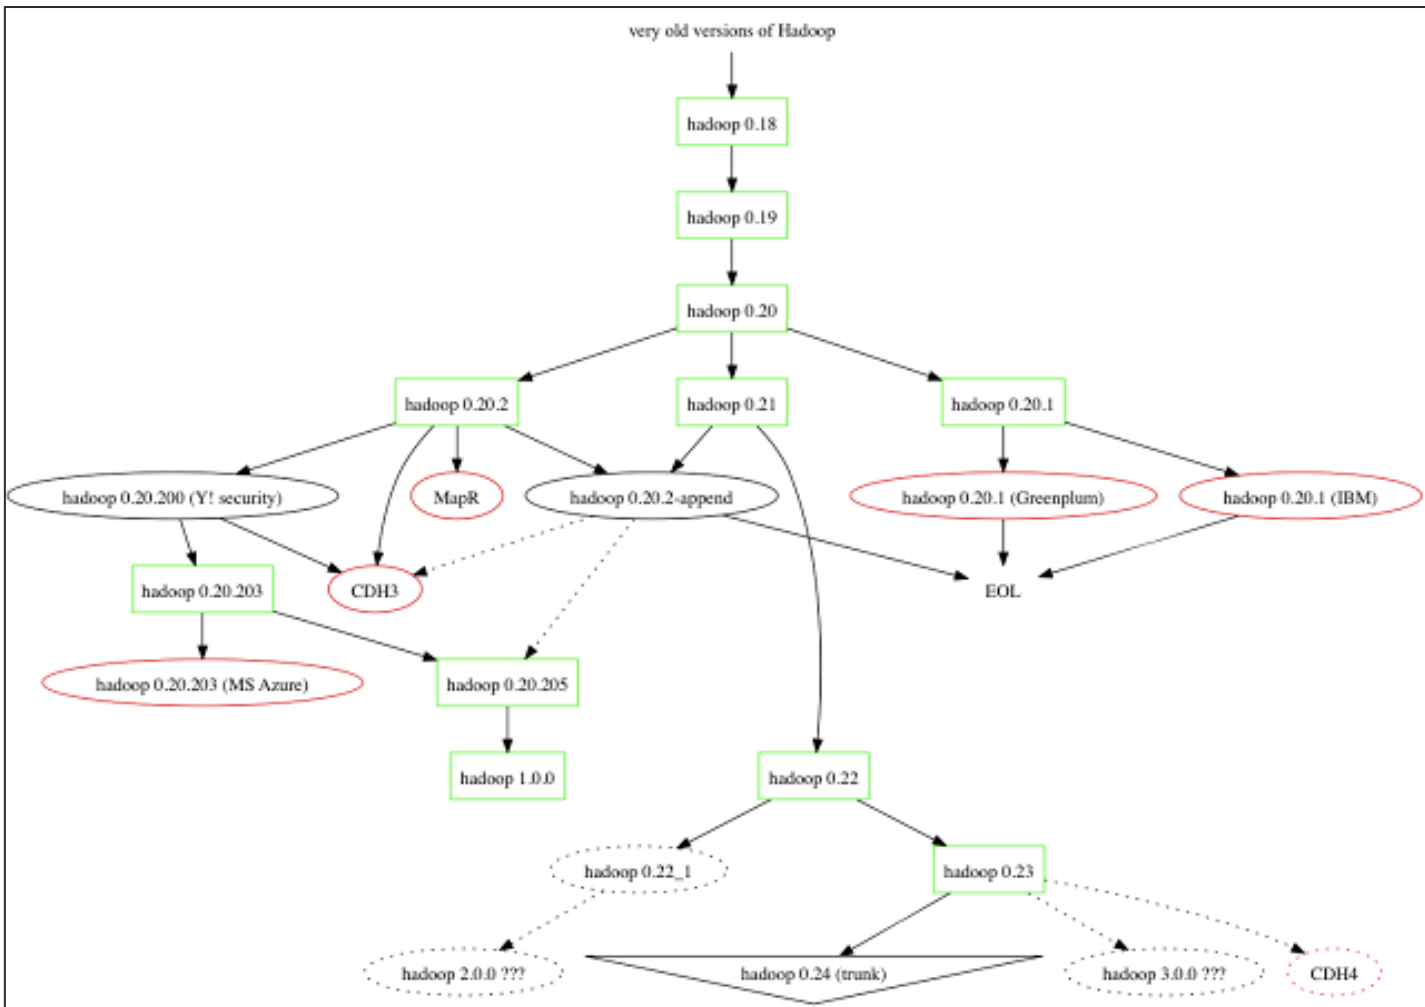 very old versions of Hadoop
hadoop 0.18
hadoop 0.19
hadoop 0.20
hadoop 0.20.2
hadoop 0.21
hadoop 0.20.1
hadoop 0.20.200 (Y! security)
MapR
hadoop 0.20.2-append
hadoop 0.20.1 (Greenplum)
hadoop 0.20.1 (IBM)
hadoop 0.20.203
CDH3
EOL
hadoop 0.20.203 (MS Azure)
hadoop 0.20.205
hadoop 1.0.0
hadoop 0.22
hadoop 0.22_1
hadoop 0.23
hadoop 2.0.0 ???
hadoop 0.24 (trunk)
hadoop 3.0.0 ???
CDH4